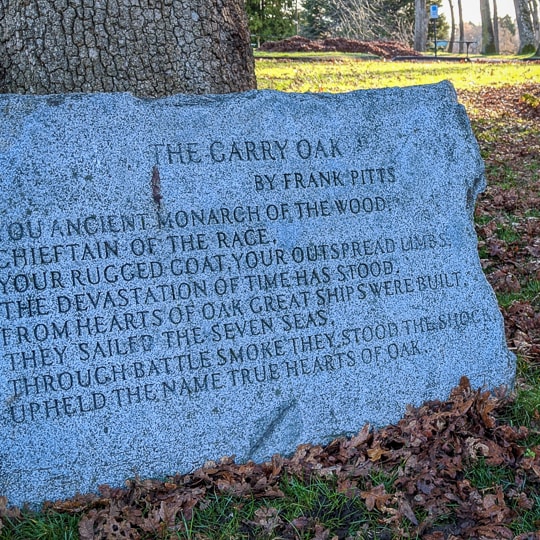 THE GARRY OAK
BY FRANK PITTS
YOU ANCIENT MONARCH OF THE WOOD.
CHIEFTAIN OF THE RACE,
YOUR RUGGED COAT, YOUR OUTSPREAD LIMBS.
THE DEVASTATION OF TIME HAS STOOD.
FROM HEARTS OF OAK GREAT SHIPS WERE BUILT,
THEY SAILED THE SEVEN SEAS,
THROUGH BATTLE SMOKE THEY STOOD THE SHOCK
UPHELD THE NAME TRUE HEARTS OF OAK.